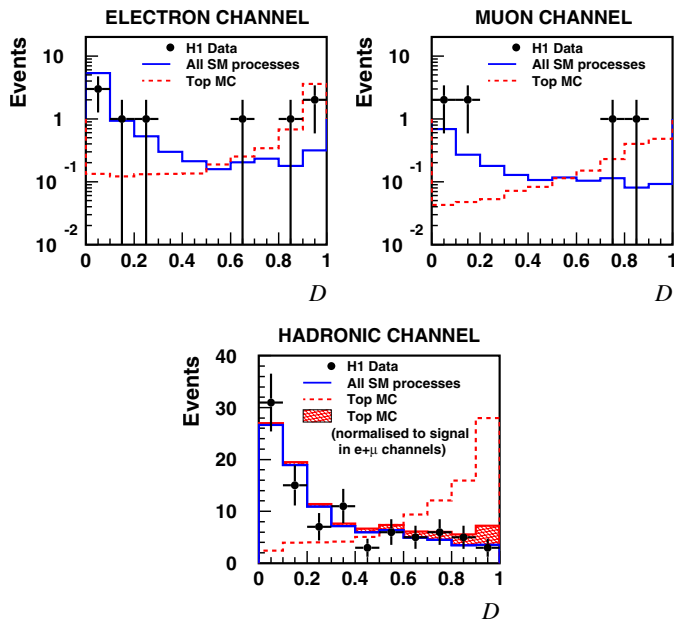 ELECTRON CHANNEL
Events
H1 Data
All SM processes
Top MC
10
1
10 -1
10 -2
0 0.2 0.4 0.6 0.8 1
D
MUON CHANNEL
Events
H1 Data
All SM processes
Top MC
10
1
10 -1
10 -2
0 0.2 0.4 0.6 0.8 1
D
HADRONIC CHANNEL
Events
H1 Data
All SM processes
Top MC
Top MC
(normalised to signal
in e+μ channels)
40
30
20
10
0
0 0.2 0.4 0.6 0.8 1
D